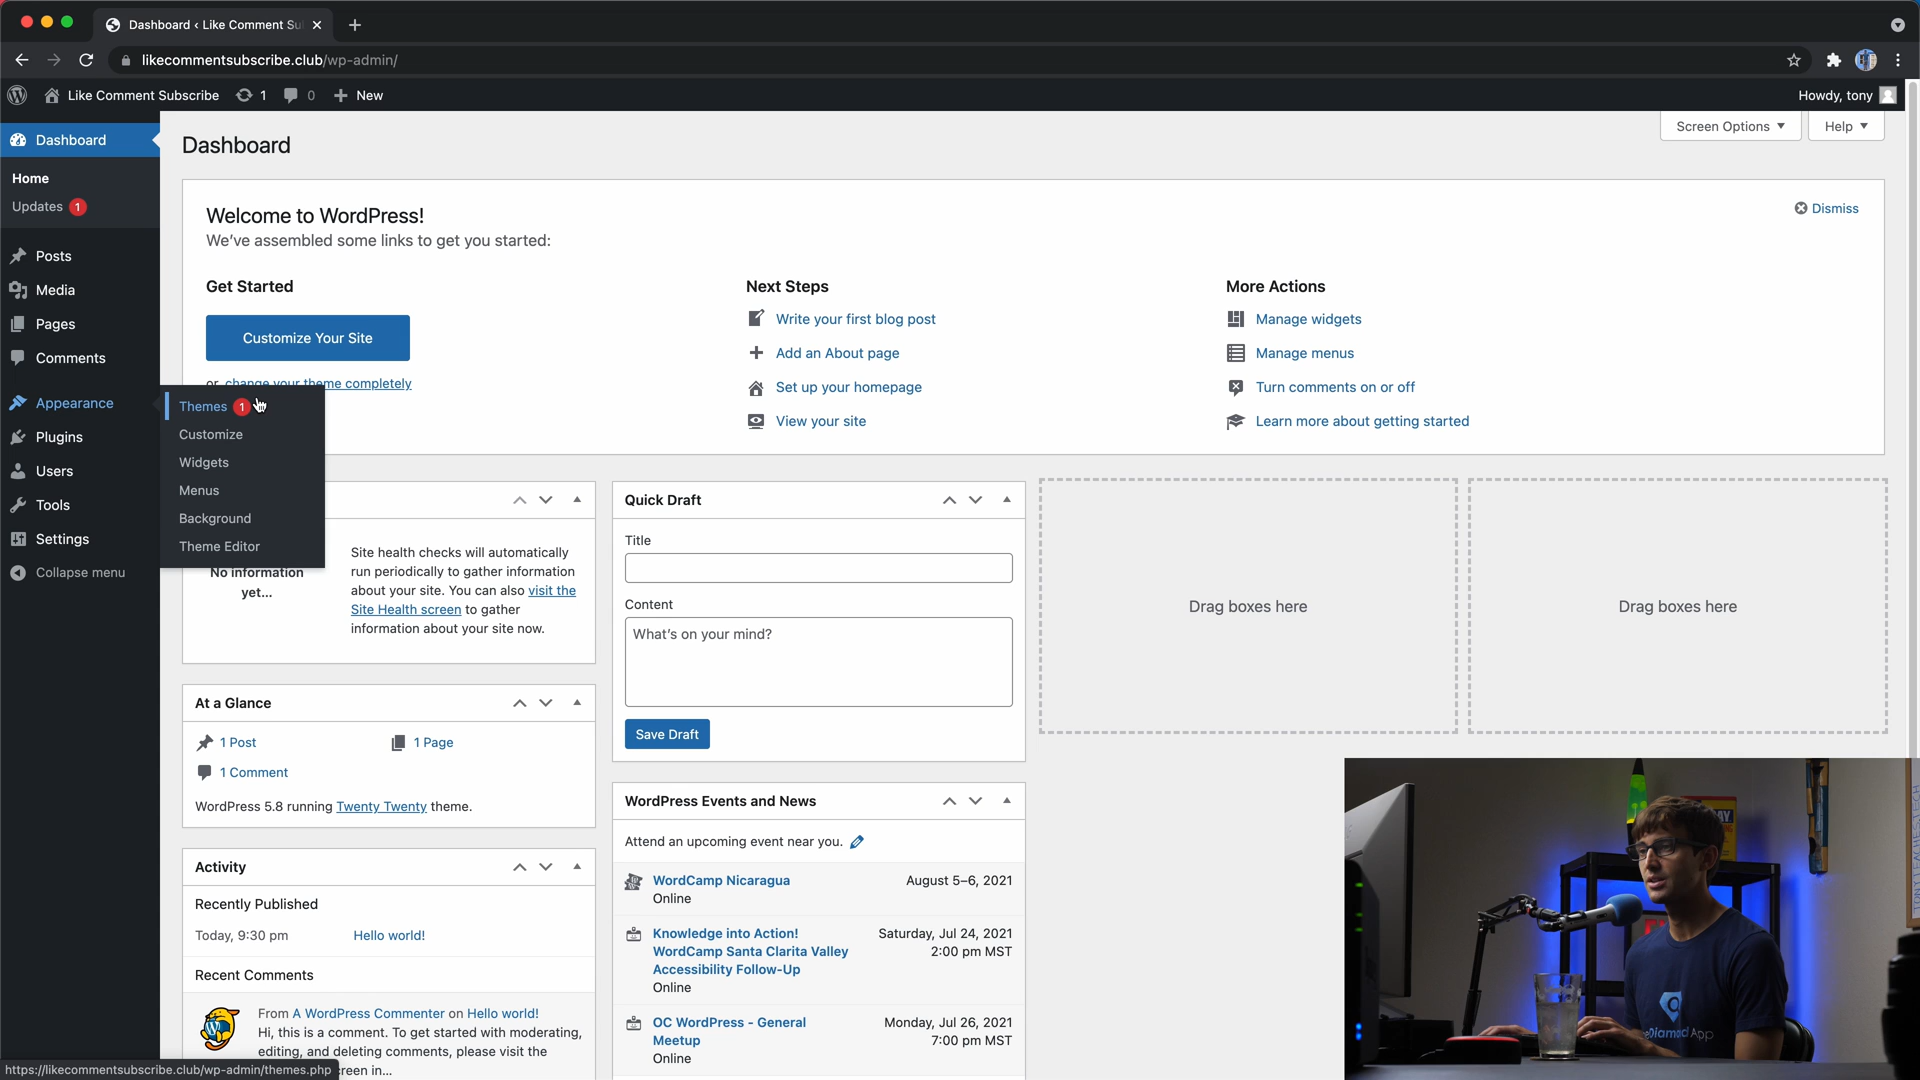 Dashboard ‹ Like Comment Su
likecommentsubscribe.club/wp-admin/
Like Comment Subscribe
1
0
New
Howdy, tony
Dashboard
Home
Updates 1
Posts
Media
Pages
Comments
Appearance
Plugins
Users
Tools
Settings
Collapse menu
Themes 1
Customize
Widgets
Menus
Background
Theme Editor
Dashboard
Screen Options
Help
Welcome to WordPress!
We've assembled some links to get you started:
Dismiss
Get Started
Customize Your Site
or change your theme completely
Next Steps
Write your first blog post
Add an About page
Set up your homepage
View your site
More Actions
Manage widgets
Manage menus
Turn comments on or off
Learn more about getting started
No information
yet...
Site health checks will automatically
run periodically to gather information
about your site. You can also visit the
Site Health screen to gather
information about your site now.
At a Glance
1 Post
1 Page
1 Comment
WordPress 5.8 running Twenty Twenty theme.
Activity
Recently Published
Today, 9:30 pm
Hello world!
Recent Comments
From A WordPress Commenter on Hello world!
Hi, this is a comment. To get started with moderating,
editing, and deleting comments, please visit the
reen in...
Quick Draft
Title
Content
What's on your mind?
Save Draft
WordPress Events and News
Attend an upcoming event near you.
WordCamp Nicaragua
August 5–6, 2021
Online
Knowledge into Action!
WordCamp Santa Clarita Valley
Accessibility Follow-Up
Saturday, Jul 24, 2021
2:00 pm MST
Online
OC WordPress - General
Meetup
Monday, Jul 26, 2021
7:00 pm MST
Online
Drag boxes here
Drag boxes here
https://likecommentsubscribe.club/wp-admin/themes.php